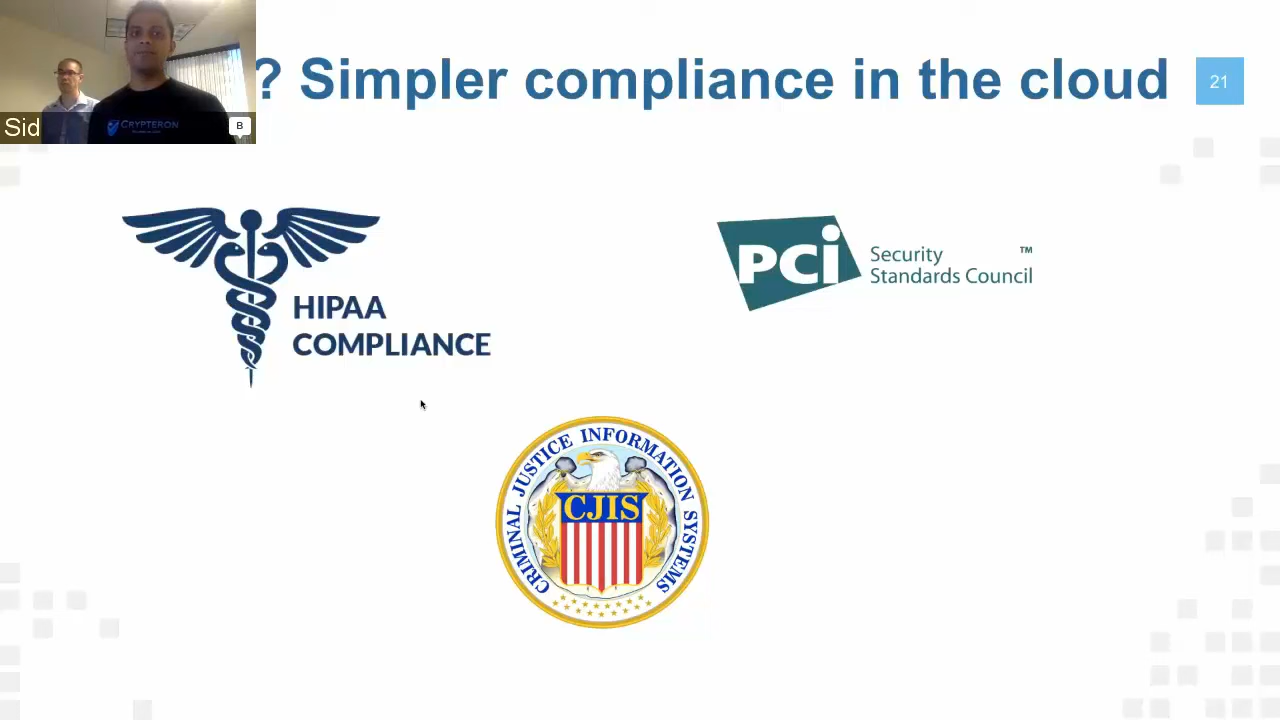 ? Simpler compliance in the cloud
21
Sid
B
CRYPTERON
HIPAA
COMPLIANCE
PCi
Security
Standards Council
TM
CRIMINAL JUSTICE INFORMATION SYSTEMS
CJIS